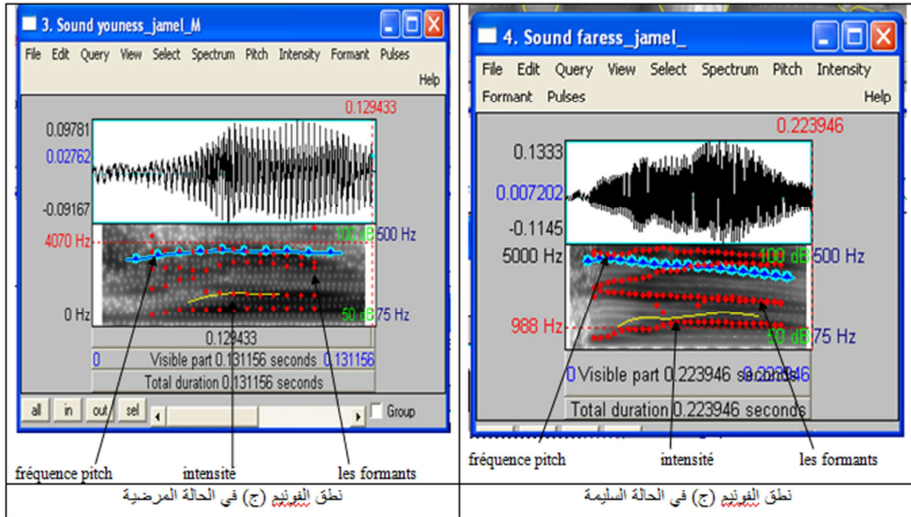 3. Sound youness_jamel_M
File Edit Query View Select Spectrum Pitch Intensity Formant Pulses
Help
0.129433
0.09781
0.02762
-0.09167
4070 Hz
0 Hz
100 dB
500 Hz
50 dB
75 Hz
0.129433
0
Visible part 0.131156 seconds
0.131156
Total duration 0.131156 seconds
all in out sel
Group
fréquence pitch intensité les formants
نطق الفونيم (ج) في الحالة المرضية
4. Sound faress_jamel_
File Edit Query View Select Spectrum Pitch Intensity
Formant Pulses Help
0.223946
0.1333
0.007202
-0.1145
5000 Hz
988 Hz
100 dB
500 Hz
50 dB
75 Hz
0
Visible part 0.223946 seconds
0.223946
Total duration 0.223946 seconds
fréquence pitch intensité les formants
نطق الفونيم (ج) في الحالة السليمة